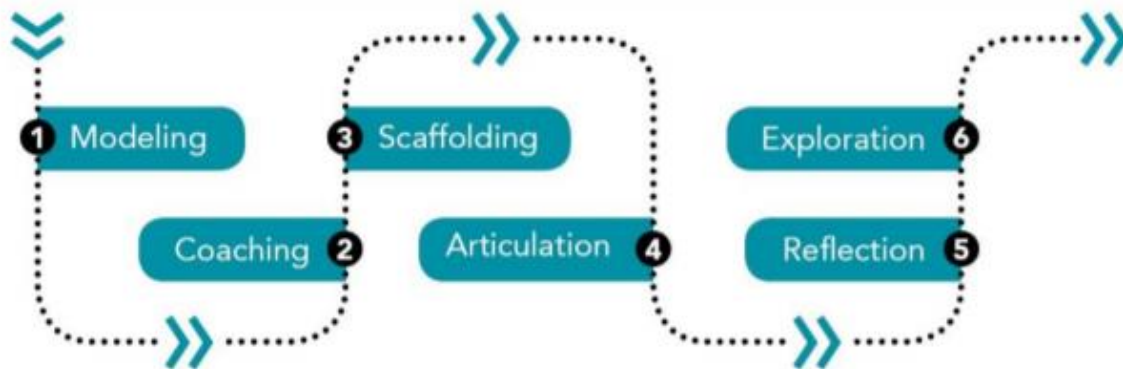 1 Modeling
2 Coaching
3 Scaffolding
4 Articulation
5 Reflection
6 Exploration